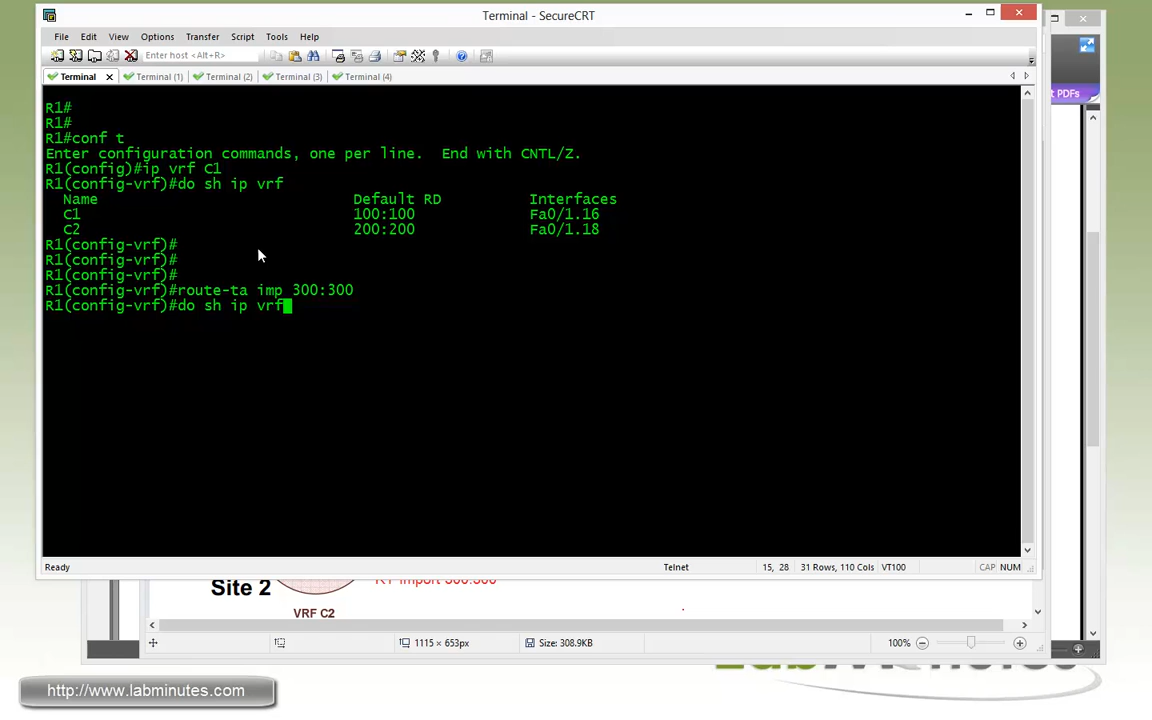 Terminal - SecureCRT
File Edit View Options Transfer Script Tools Help
Enter host <Alt+R>
t PDFs
Terminal Terminal (1) Terminal (2) Terminal (3) Terminal (4)
R1#
R1#
R1#conf t
Enter configuration commands, one per line.  End with CNTL/Z.
R1(config)#ip vrf C1
R1(config-vrf)#do sh ip vrf
Name Default RD Interfaces
C1 100:100 Fa0/1.16
C2 200:200 Fa0/1.18
R1(config-vrf)#
R1(config-vrf)#
R1(config-vrf)#
R1(config-vrf)#route-ta imp 300:300
R1(config-vrf)#do sh ip vrf
Ready Telnet 15, 28 31 Rows, 110 Cols VT100 CAP NUM
Site 2
VRF C2
1115 × 653px Size: 308.9KB 100%
http://www.labminutes.com